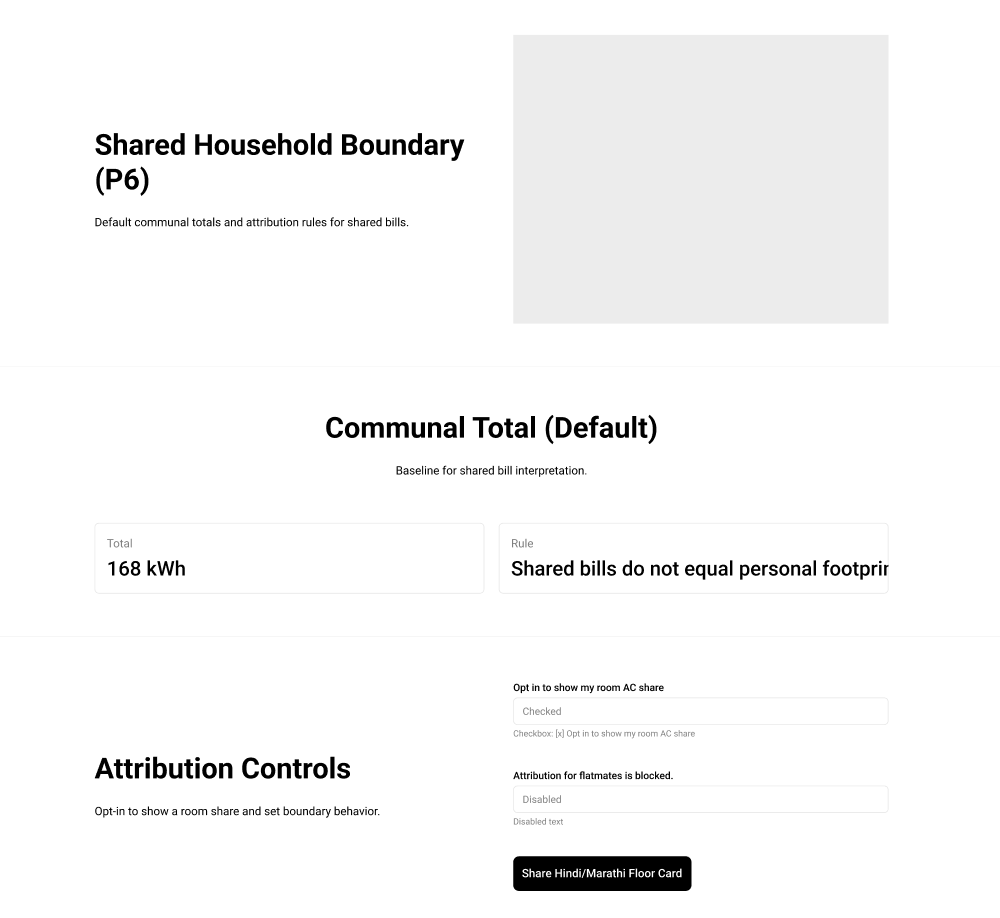 Shared Household Boundary
(P6)
Default communal totals and attribution rules for shared bills.
Communal Total (Default)
Baseline for shared bill interpretation.
Total
168 kWh
Rule
Shared bills do not equal personal footprin
Attribution Controls
Opt-in to show a room share and set boundary behavior.
Opt in to show my room AC share
Checked
Checkbox: [x] Opt in to show my room AC share
Attribution for flatmates is blocked.
Disabled
Disabled text
Share Hindi/Marathi Floor Card